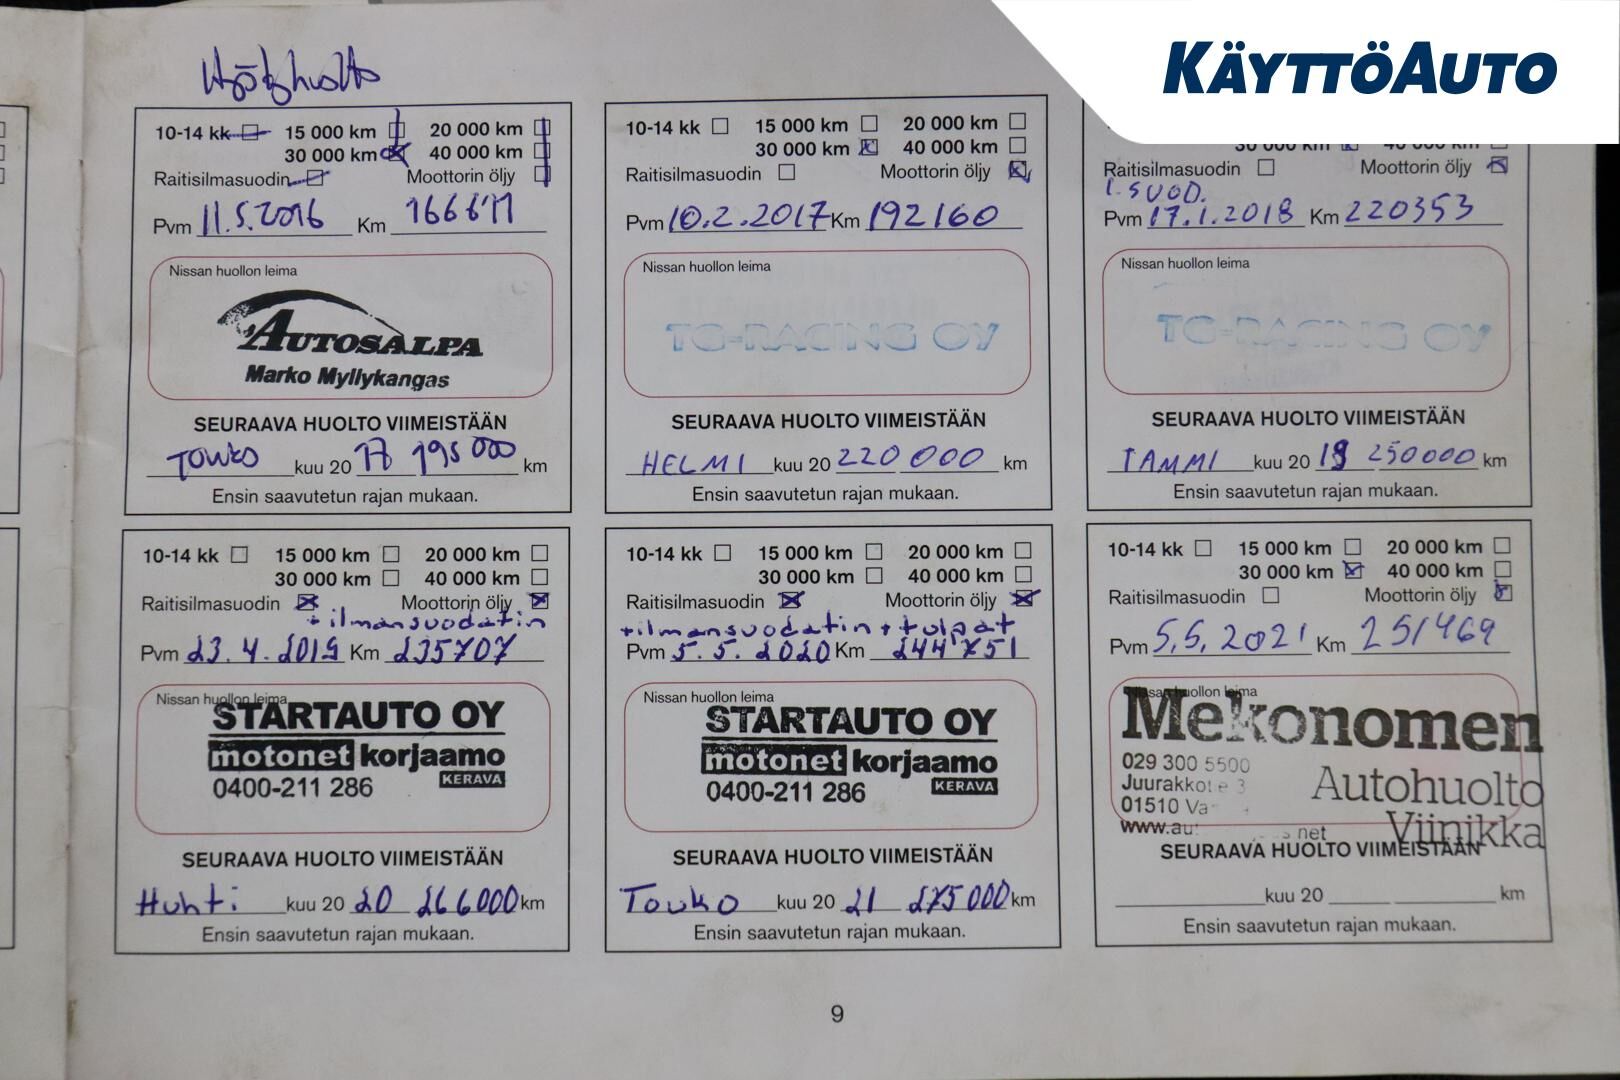 KÄYTTÖAUTO
10-14 kk 15 000 km 20 000 km
30 000 km 40 000 km
Raitisilmasuodin Moottorin öljy
Pvm 11.5.2016 Km
Nissan huollon leima
AUTOSALPA
Marko Myllykangas
SEURAAVA HUOLTO VIIMEISTÄÄN
TOUKO kuu 20 17 195 000 km
Ensin saavutetun rajan mukaan.
10-14 kk 15 000 km 20 000 km
30 000 km 40 000 km
Raitisilmasuodin Moottorin öljy
Pvm 10.2.2017 Km 192160
Nissan huollon leima
TG-RACING OY
SEURAAVA HUOLTO VIIMEISTÄÄN
HELMI kuu 20 220 000 km
Ensin saavutetun rajan mukaan.
30 000 km 40 000 km
Raitisilmasuodin Moottorin öljy
I.SUOD.
Pvm 17.1.2018 Km 220353
Nissan huollon leima
TG-RACING OY
SEURAAVA HUOLTO VIIMEISTÄÄN
TAMMI kuu 20 19 250000 km
Ensin saavutetun rajan mukaan.
10-14 kk 15 000 km 20 000 km
30 000 km 40 000 km
Raitisilmasuodin Moottorin öljy
+ilmansuodatin
Pvm 23.4.2019 Km 235707
Nissan huollon leima
STARTAUTO OY
motonet korjaamo
0400-211 286 KERAVA
SEURAAVA HUOLTO VIIMEISTÄÄN
Huhti kuu 20 20 266000 km
Ensin saavutetun rajan mukaan.
10-14 kk 15 000 km 20 000 km
30 000 km 40 000 km
Raitisilmasuodin Moottorin öljy
+ilmansuodatin + tulpat
Pvm 5.5.2020 Km 244751
Nissan huollon leima
STARTAUTO OY
motonet korjaamo
0400-211 286 KERAVA
SEURAAVA HUOLTO VIIMEISTÄÄN
Touko kuu 20 21 275000 km
Ensin saavutetun rajan mukaan.
10-14 kk 15 000 km 20 000 km
30 000 km 40 000 km
Raitisilmasuodin Moottorin öljy
Pvm 5.5.2021 Km 251469
Nissan huollon leima
Mekonomen
029 300 5500
Autohuolto
01510
Viinikka
SEURAAVA HUOLTO VIIMEISTÄÄN
kuu 20 km
Ensin saavutetun rajan mukaan.
9